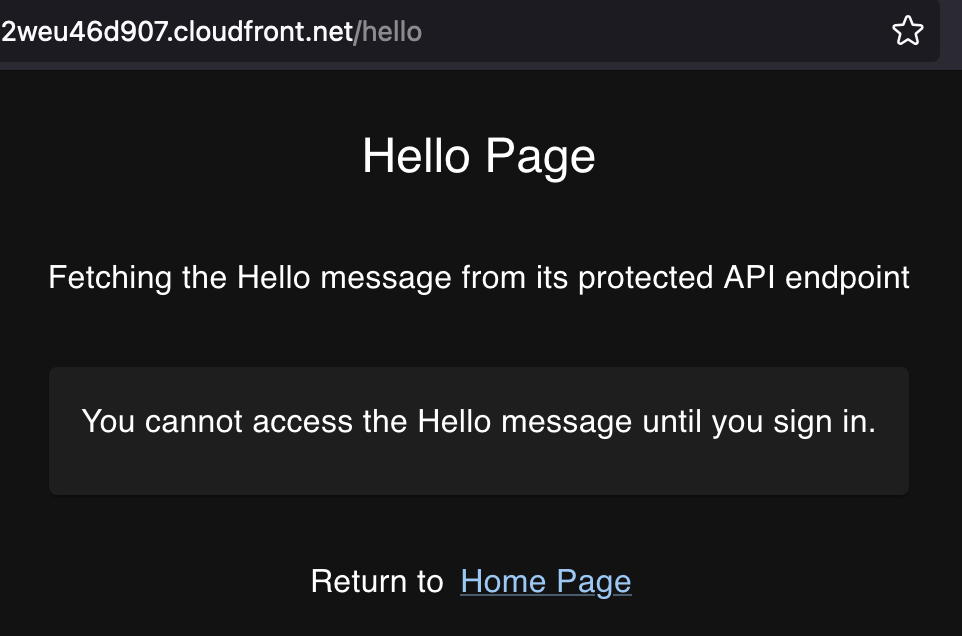 2weu46d907.cloudfront.net/hello
Hello Page
Fetching the Hello message from its protected API endpoint
You cannot access the Hello message until you sign in.
Return to Home Page